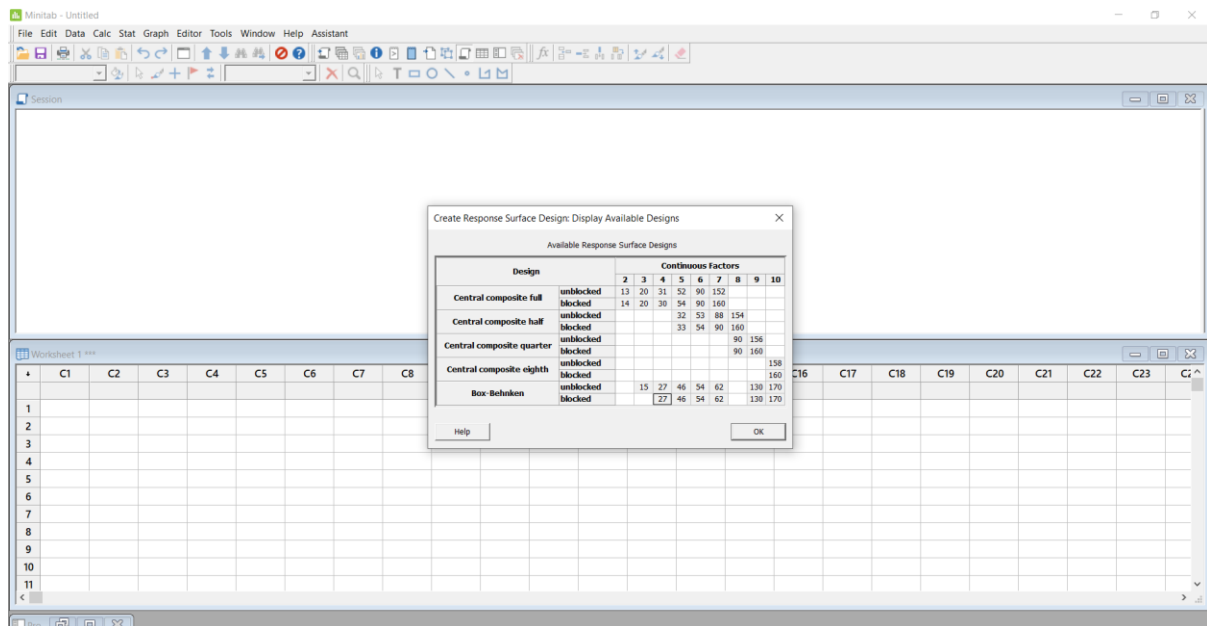 Minitab - Untitled
File Edit Data Calc Stat Graph Editor Tools Window Help Assistant
Session
Create Response Surface Design: Display Available Designs
Available Response Surface Designs
Design Continuous Factors
2 3 4 5 6 7 8 9 10
Central composite full unblocked 13 20 31 52 90 152
blocked 14 20 30 54 90 160
Central composite half unblocked 32 53 88 154
blocked 33 54 90 160
Central composite quarter unblocked 90 156
blocked 90 160
Central composite eighth unblocked 158
blocked 160
Box-Behnken unblocked 15 27 46 54 62 130 170
blocked 27 46 54 62 130 170
Help OK
Worksheet 1 ***
C1 C2 C3 C4 C5 C6 C7 C8 C16 C17 C18 C19 C20 C21 C22 C23
1
2
3
4
5
6
7
8
9
10
11